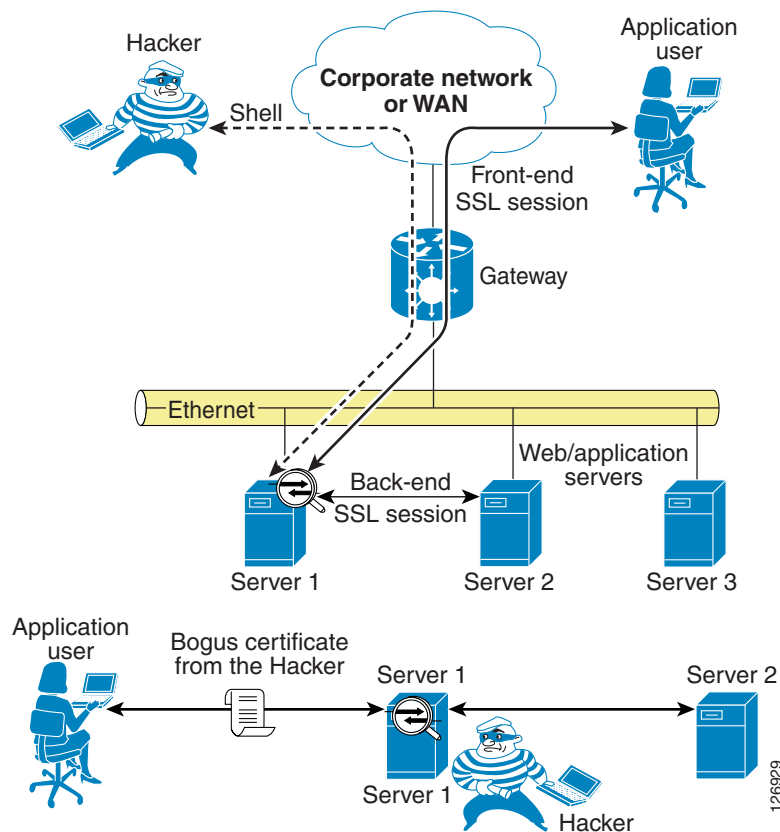 Hacker
Application
user
Corporate network
or WAN
Shell
Front-end
SSL session
Gateway
Ethernet
Web/application
servers
Back-end
SSL session
Server 1
Server 2
Server 3
Application
user
Bogus certificate
from the Hacker
Server 1
Server 2
Server 1
Hacker
126929